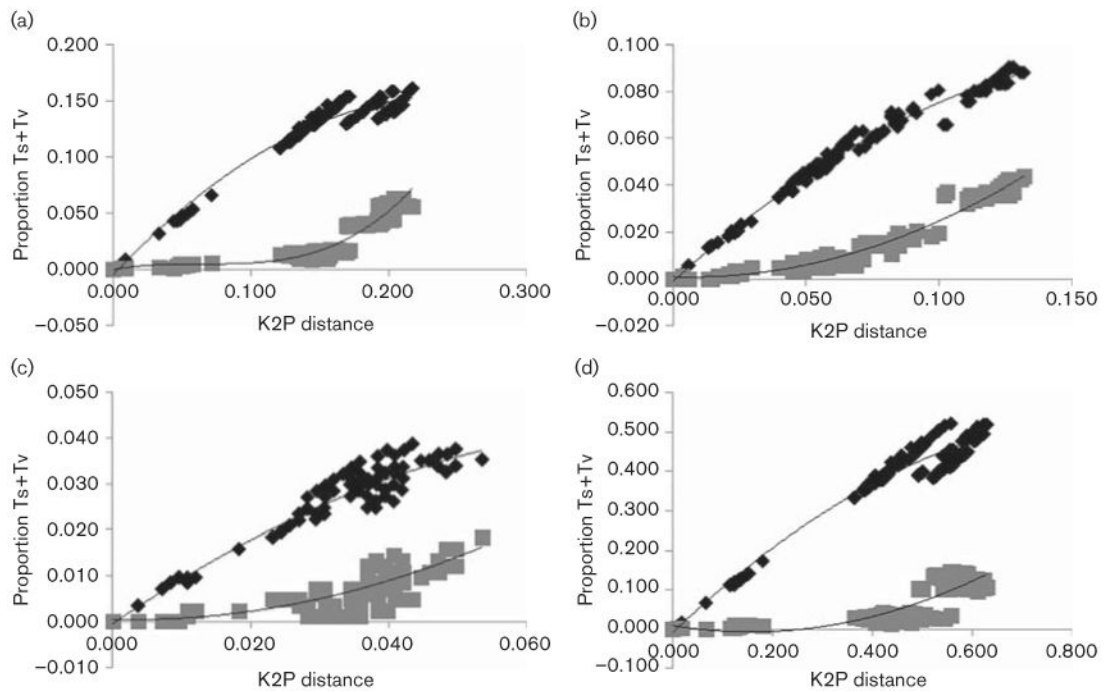 (a)
0.200
0.150
0.100
0.050
0.000
−0.050
Proportion Ts+Tv
0.000 0.100 0.200 0.300
K2P distance
(b)
0.100
0.080
0.060
0.040
0.020
0.000
−0.020
Proportion Ts+Tv
0.000 0.050 0.100 0.150
K2P distance
(c)
0.050
0.040
0.030
0.020
0.010
0.000
−0.010
Proportion Ts+Tv
0.000 0.020 0.040 0.060
K2P distance
(d)
0.600
0.500
0.400
0.300
0.200
0.100
0.000
−0.100
Proportion Ts+Tv
0.000 0.200 0.400 0.600 0.800
K2P distance